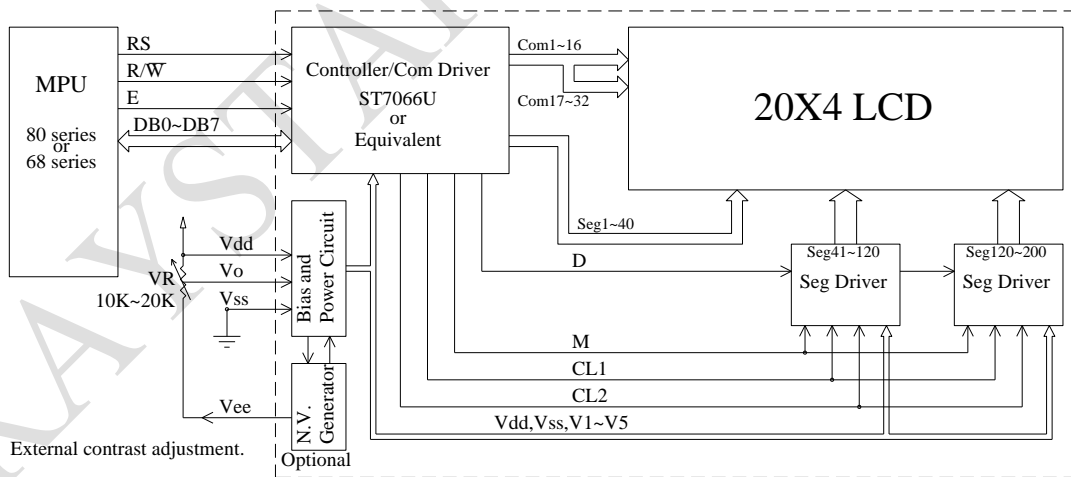 MPU
80 series
or
68 series
RS
R/W̅
E
DB0~DB7
Controller/Com Driver
ST7066U
or
Equivalent
Com1~16
Com17~32
20X4 LCD
Seg1~40
D
Seg41~120
Seg Driver
Seg120~200
Seg Driver
Vdd
Vo
Vss
VR
10K~20K
Bias and
Power Circuit
M
CL1
CL2
Vdd,Vss,V1~V5
Vee
N.V.
Generator
Optional
External contrast adjustment.
RAYSTA